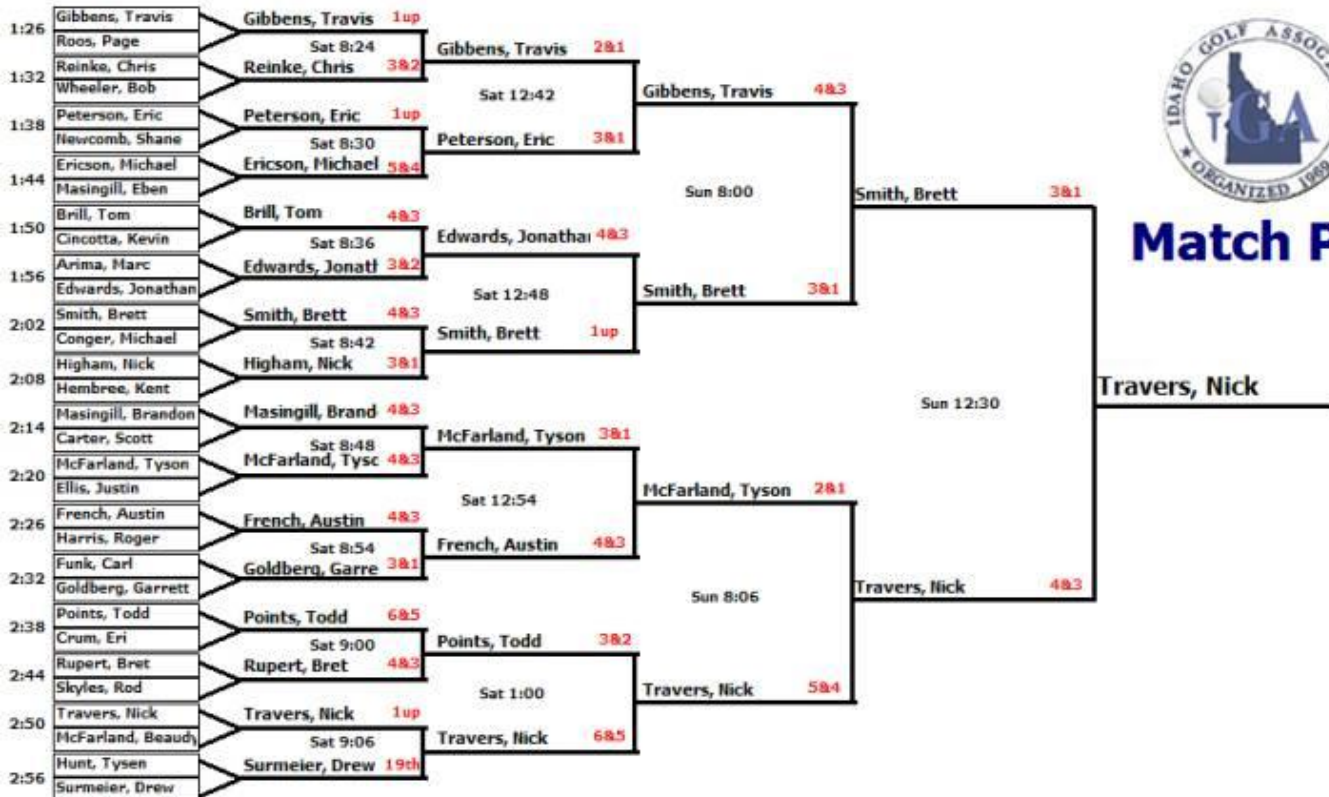 1:26
Gibbens, Travis
Roos, Page
1:32
Reinke, Chris
Wheeler, Bob
1:38
Peterson, Eric
Newcomb, Shane
1:44
Ericson, Michael
Masingill, Eben
1:50
Brill, Tom
Cincotta, Kevin
1:56
Arima, Marc
Edwards, Jonathan
2:02
Smith, Brett
Conger, Michael
2:08
Higham, Nick
Hembree, Kent
2:14
Masingill, Brandon
Carter, Scott
2:20
McFarland, Tyson
Ellis, Justin
2:26
French, Austin
Harris, Roger
2:32
Funk, Carl
Goldberg, Garrett
2:38
Points, Todd
Crum, Eri
2:44
Rupert, Bret
Skyles, Rod
2:50
Travers, Nick
McFarland, Beaudy
2:56
Hunt, Tysen
Surmeier, Drew
Gibbens, Travis 1up
Sat 8:24
Reinke, Chris 3&2
Peterson, Eric 1up
Sat 8:30
Ericson, Michael 5&4
Brill, Tom 4&3
Sat 8:36
Edwards, Jonatl 3&2
Smith, Brett 4&3
Sat 8:42
Higham, Nick 3&1
Masingill, Brand 4&3
Sat 8:48
McFarland, Tysc 4&3
French, Austin 4&3
Sat 8:54
Goldberg, Garre 3&1
Points, Todd 6&5
Sat 9:00
Rupert, Bret 4&3
Travers, Nick 1up
Sat 9:06
Surmeier, Drew 19th
Gibbens, Travis 2&1
Sat 12:42
Peterson, Eric 3&1
Edwards, Jonathai 4&3
Sat 12:48
Smith, Brett 1up
McFarland, Tyson 3&1
Sat 12:54
French, Austin 4&3
Points, Todd 3&2
Sat 1:00
Travers, Nick 6&5
Gibbens, Travis 4&3
Sun 8:00
Smith, Brett 3&1
McFarland, Tyson 2&1
Sun 8:06
Travers, Nick 5&4
Smith, Brett 3&1
Sun 12:30
Travers, Nick 4&3
Travers, Nick
IDAHO GOLF ASSOC
IGA
ORGANIZED 1969
Match P